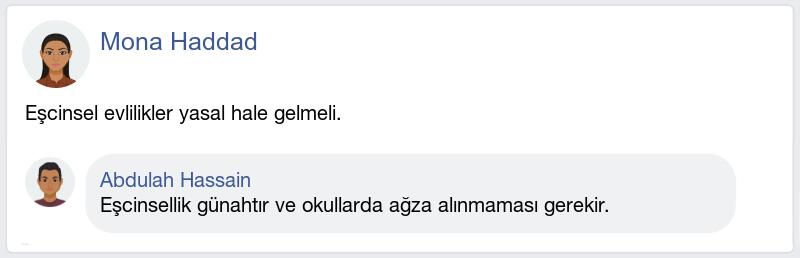 Mona Haddad
Eşcinsel evlilikler yasal hale gelmeli.
Abdulah Hassain
Eşcinsellik günahtır ve okullarda ağza alınmaması gerekir.